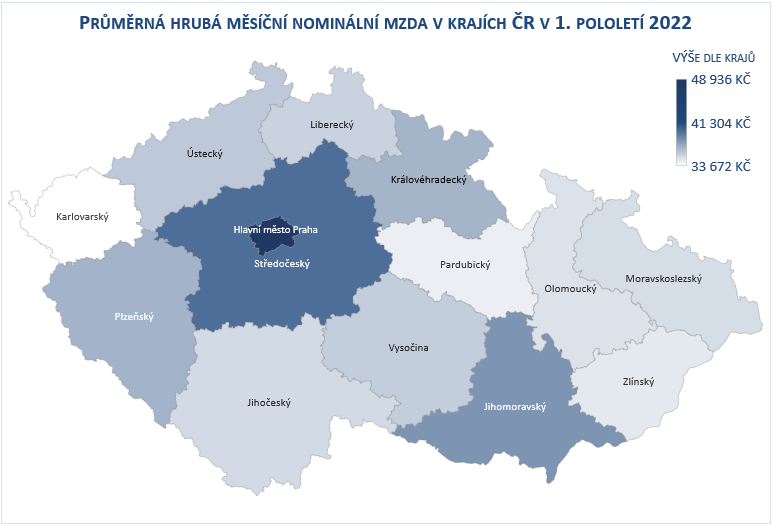 PRŮMĚRNÁ HRUBÁ MĚSÍČNÍ NOMINÁLNÍ MZDA V KRAJÍCH ČR V 1. POLOLETÍ 2022
VÝŠE DLE KRAJŮ
48 936 KČ
41 304 KČ
33 672 KČ
Liberecký
Ústecký
Královéhradecký
Karlovarský
Hlavní město Praha
Středočeský
Pardubický
Moravskoslezský
Olomoucký
Plzeňský
Vysočina
Zlínský
Jihočeský
Jihomoravský